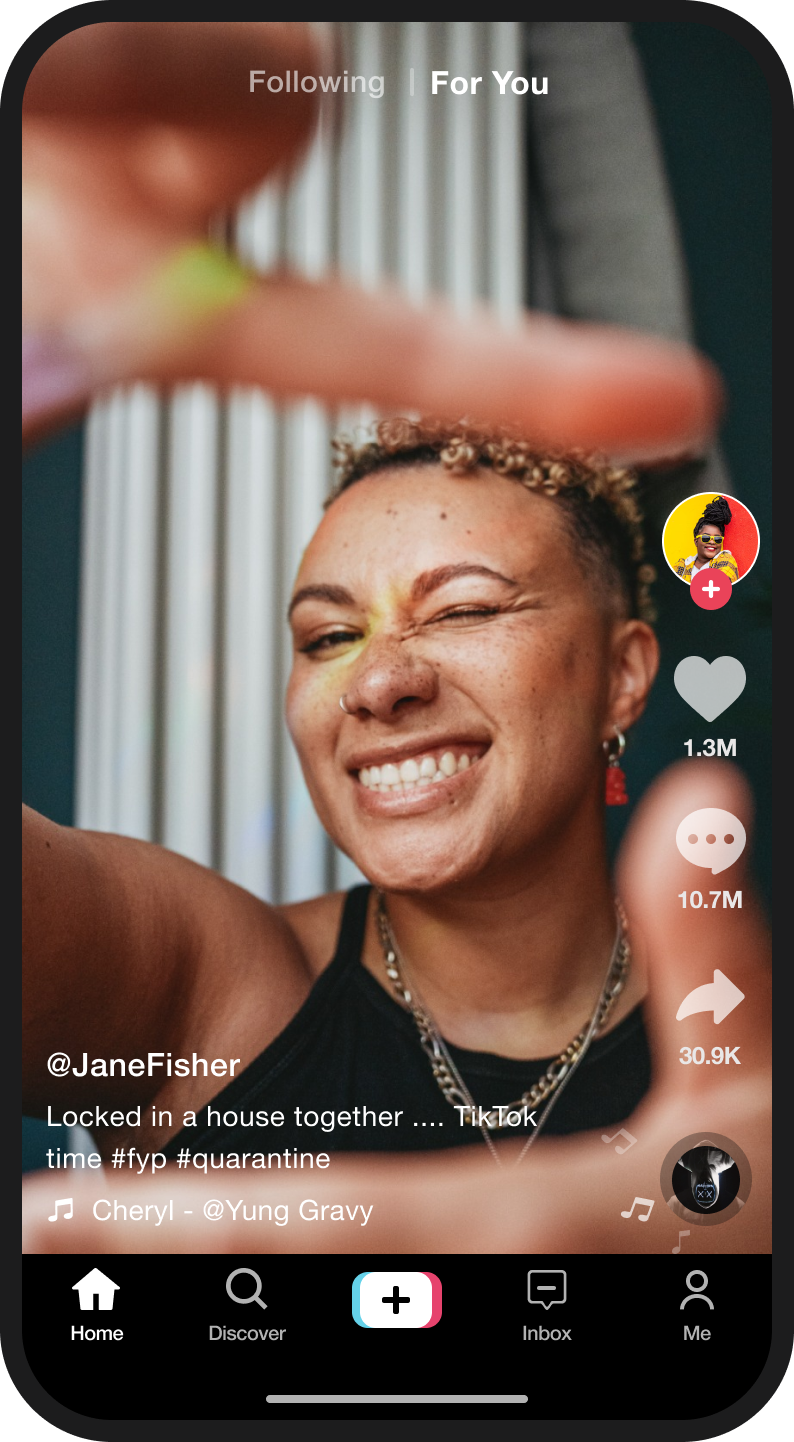 Following | For You
1.3M
10.7M
30.9K
@JaneFisher
Locked in a house together .... TikTok
time #fyp #quarantine
Cheryl - @Yung Gravy
Home Discover Inbox Me